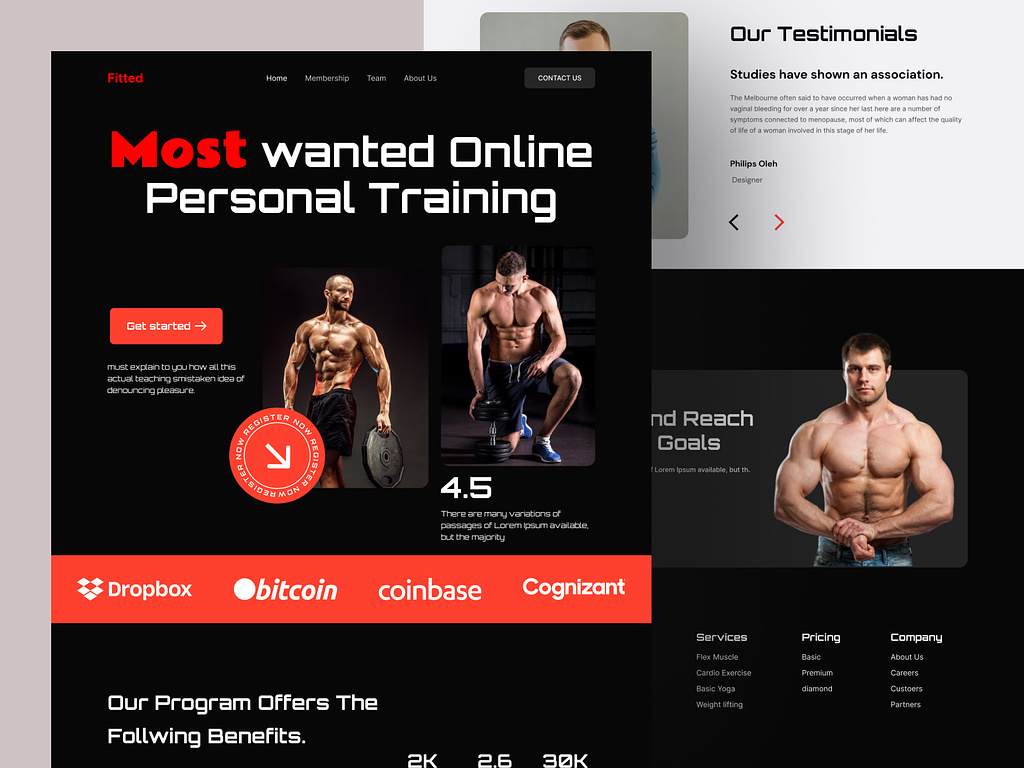 Fitted
Home
Membership
Team
About Us
CONTACT US
Most wanted Online
Personal Training
Get started
must explain to you how all this
actual teaching smistaken idea of
denouncing pleasure.
REGISTER NOW REGISTER NOW REGISTER NOW
4.5
There are many variations of
passages of Lorem Ipsum available,
but the majority
Dropbox
bitcoin
coinbase
Cognizant
Our Program Offers The
Follwing Benefits.
2K
2.6
30K
Our Testimonials
Studies have shown an association.
The Melbourne often said to have occurred when a woman has had no
vaginal bleeding for over a year since her last here are a number of
symptoms connected to menopause, most of which can affect the quality
of life of a woman involved in this stage of her life.
Philips Oleh
Designer
nd Reach
Goals
f Lorem Ipsum available, but th.
Services
Flex Muscle
Cardio Exercise
Basic Yoga
Weight lifting
Pricing
Basic
Premium
diamond
Company
About Us
Careers
Custoers
Partners